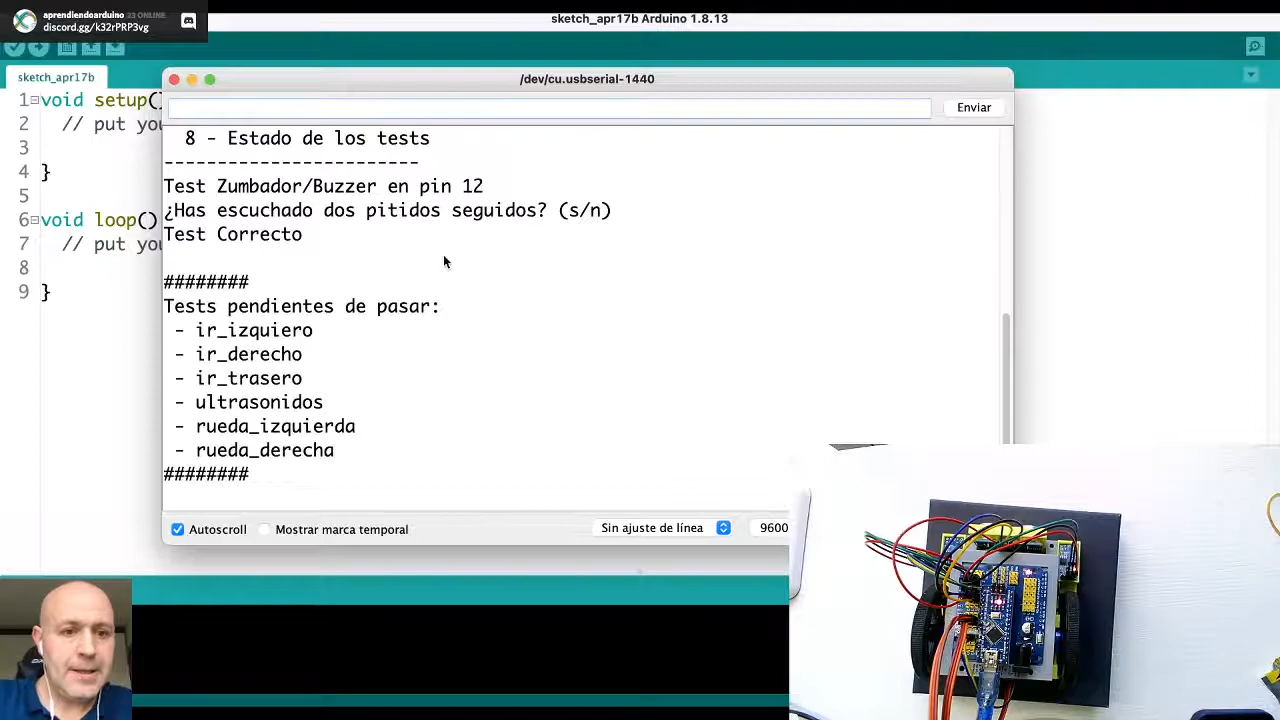 aprendiendoarduino 23 ONLINE
discord.gg/k32rPRP3vg
sketch_apr17b Arduino 1.8.13
sketch_apr17b
/dev/cu.usbserial-1440
Enviar
1 void setup()
2 // put you
3
4 }
5
6 void loop()
7 // put you
8
9 }
8 - Estado de los tests
------------------------
Test Zumbador/Buzzer en pin 12
¿Has escuchado dos pitidos seguidos? (s/n)
Test Correcto
########
Tests pendientes de pasar:
- ir_izquiero
- ir_derecho
- ir_trasero
- ultrasonidos
- rueda_izquierda
- rueda_derecha
########
Autoscroll
Mostrar marca temporal
Sin ajuste de línea
9600